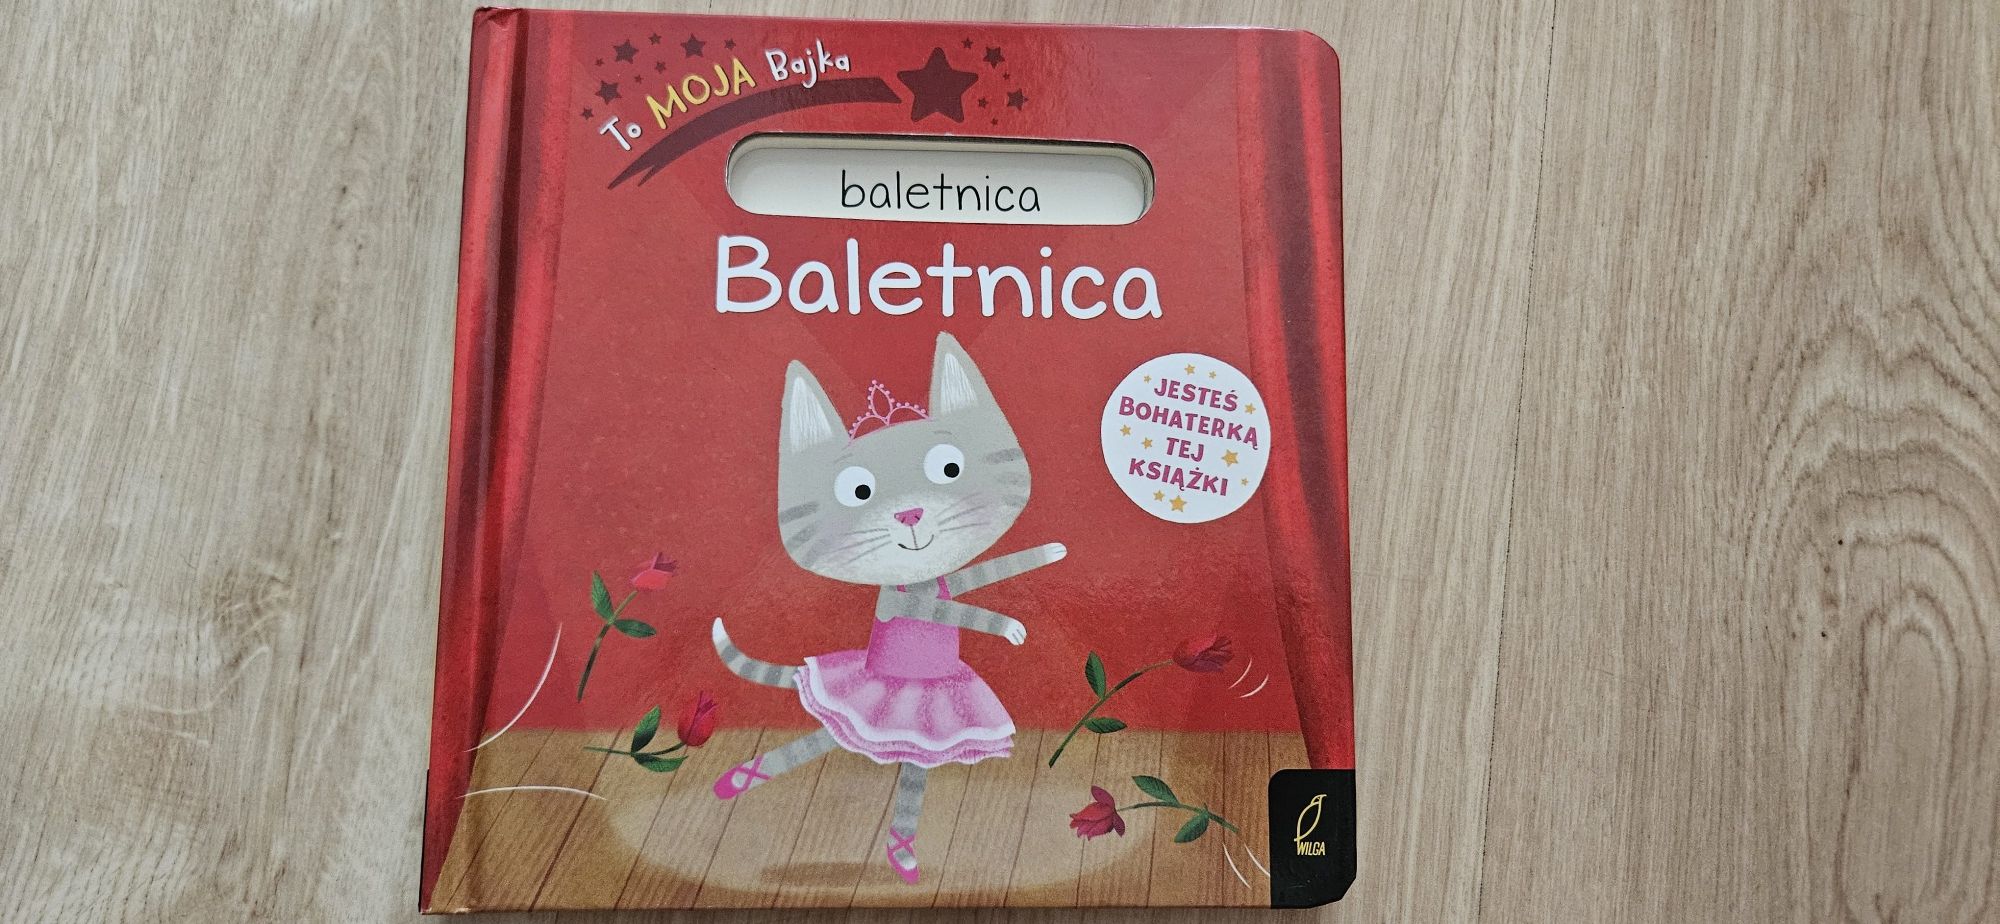 To MOJA Bajka
baletnica
Baletnica
JESTEŚ
BOHATERKĄ
TEJ
KSIĄŻKI
WILGA